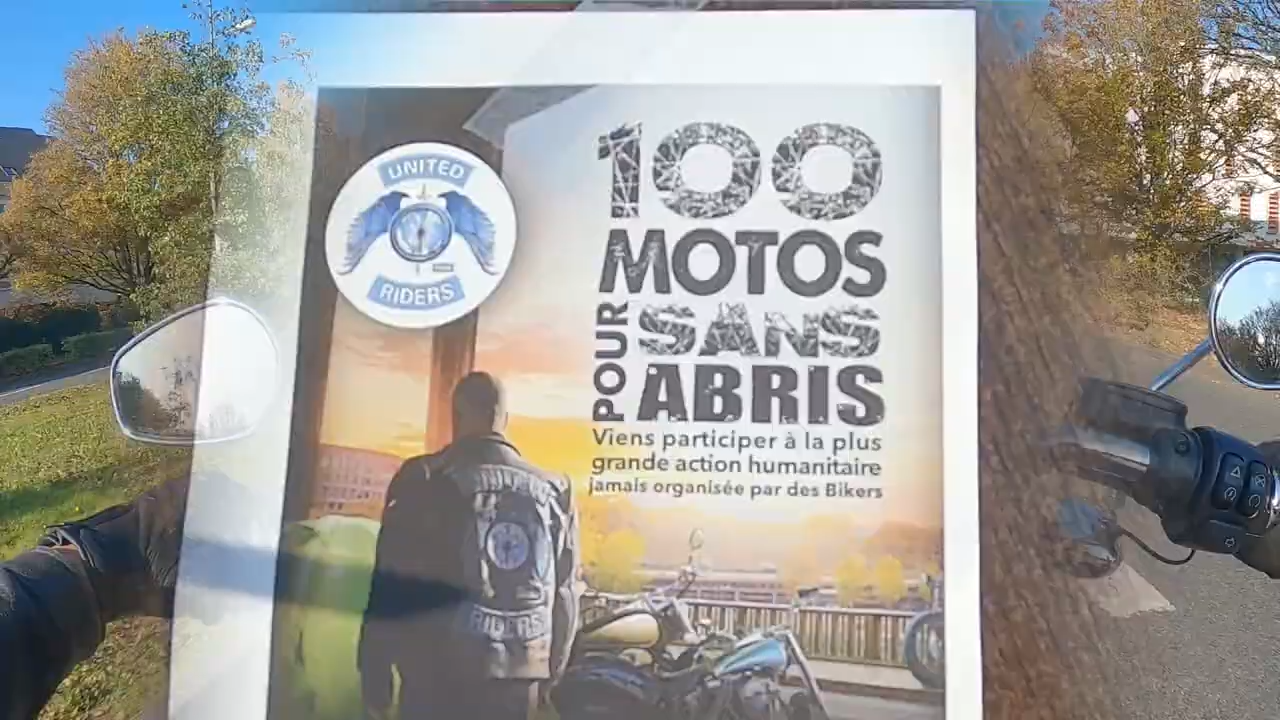 UNITED
RIDERS
100
MOTOS
POUR
SANS
ABRIS
Viens participer à la plus
grande action humanitaire
jamais organisée par des Bikers
RIDERS